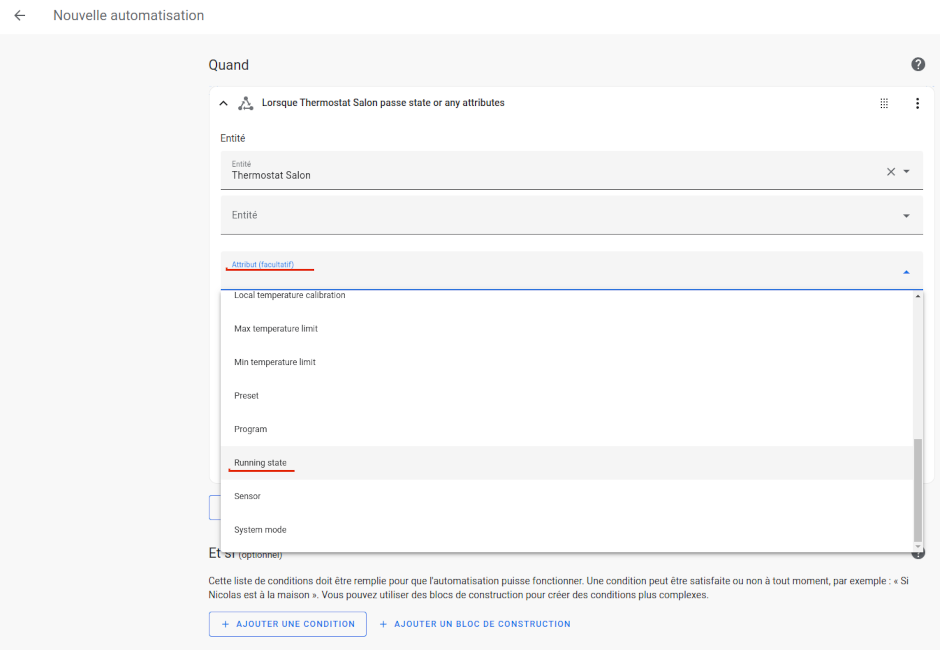 Nouvelle automatisation
Quand
Lorsque Thermostat Salon passe state or any attributes
Entité
Entité
Thermostat Salon
Entité
Attribut (facultatif)
Local temperature calibration
Max temperature limit
Min temperature limit
Preset
Program
Running state
Sensor
System mode
Et si (optionnel)
Cette liste de conditions doit être remplie pour que l'automatisation puisse fonctionner. Une condition peut être satisfaite ou non à tout moment, par exemple : « Si
Nicolas est à la maison ». Vous pouvez utiliser des blocs de construction pour créer des conditions plus complexes.
+ AJOUTER UNE CONDITION + AJOUTER UN BLOC DE CONSTRUCTION